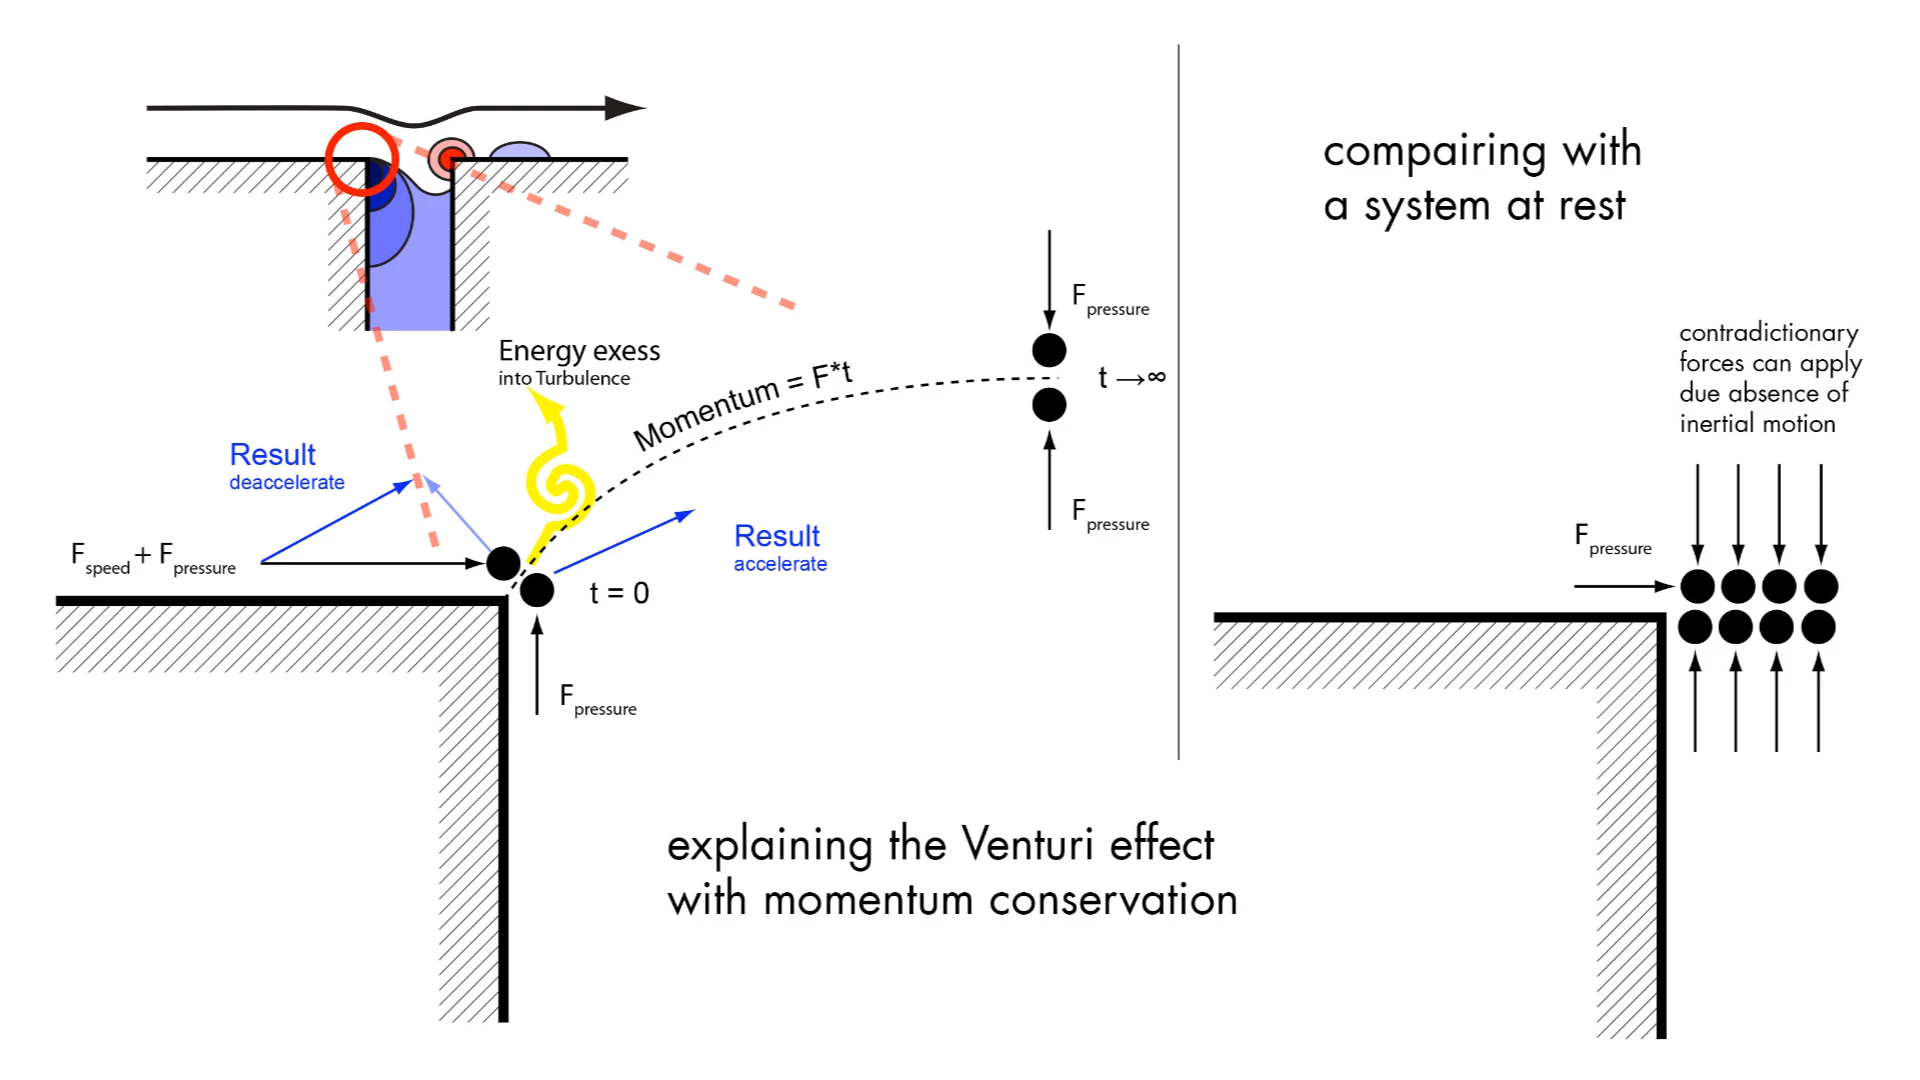 compairing with
a system at rest
F pressure
Energy exess
into Turbulence
Momentum = F*t
t →∞
contradictionary
forces can apply
due absence of
inertial motion
Result
deaccelerate
F pressure
F speed + F pressure
Result
accelerate
F pressure
t = 0
F pressure
explaining the Venturi effect
with momentum conservation